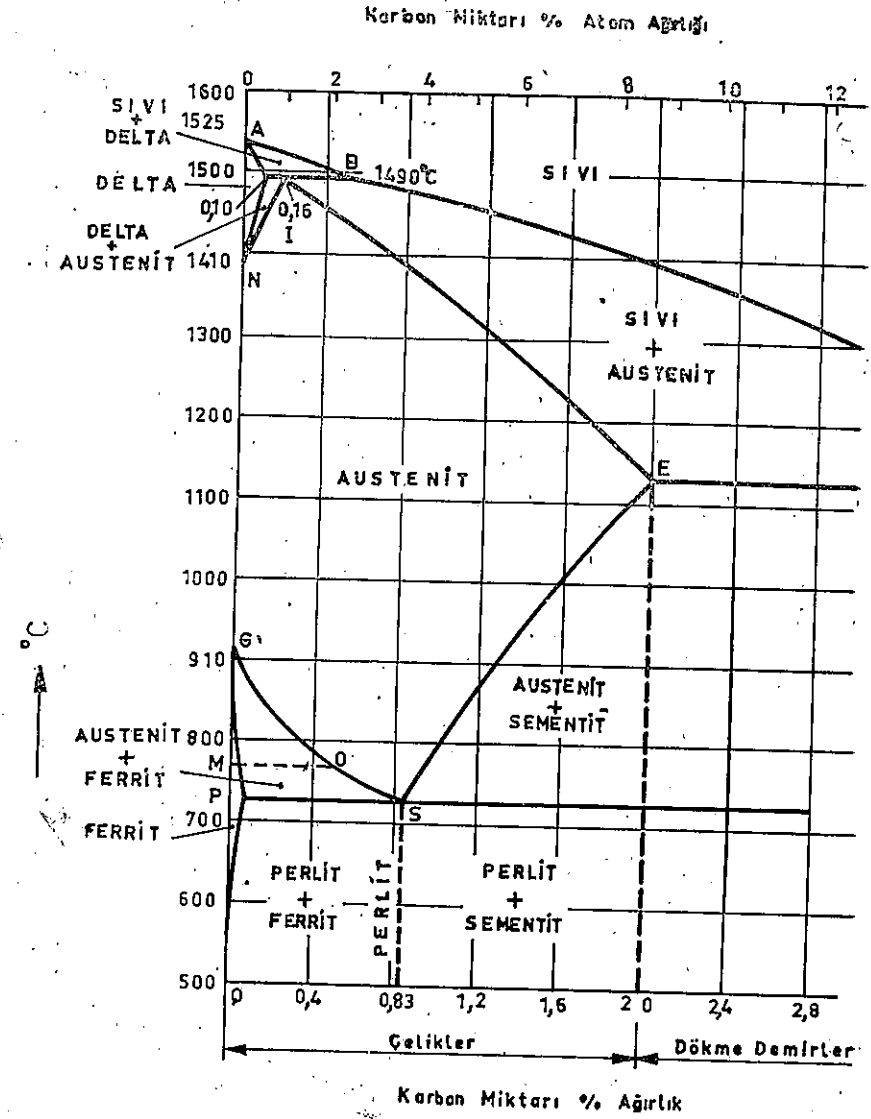 Karbon Miktarı % Atom Ağırlığı
0 2 4 6 8 10 12
1600
SIVI
+
DELTA
1525
A
B
1490°C
SIVI
1500
DELTA
0,10
0,16
I
DELTA
+
AUSTENİT
1410
N
SIVI
+
AUSTENİT
1300
1200
E
AUSTENİT
1100
1000
°C
G
910
AUSTENİT
+
SEMENTİT
800
AUSTENİT
+
FERRİT
M
O
P
S
700
FERRİT
PERLİT
+
FERRİT
PERLİT
PERLİT
+
SEMENTİT
600
500
0 0,4 0,83 1,2 1,6 2 0 2,4 2,8
Çelikler
Dökme Demirler
Karbon Miktarı % Ağırlık